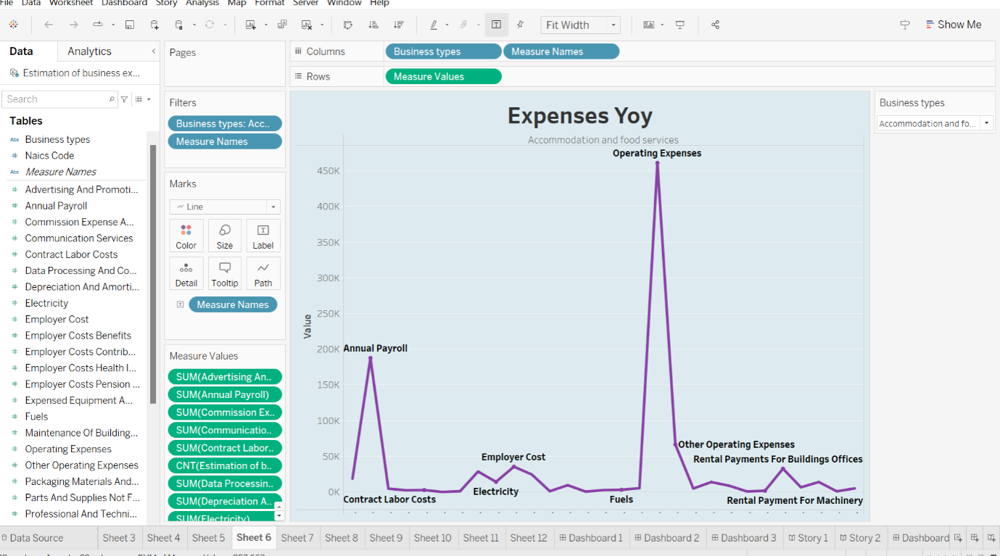 File Data Worksheet Dashboard Story Analysis Map Format Server Window Help
Fit Width
Show Me
Data Analytics
Estimation of business ex...
Search
Tables
Abc Business types
# Naics Code
Abc Measure Names
# Advertising And Promoti...
# Annual Payroll
# Commission Expense A...
# Communication Services
# Contract Labor Costs
# Data Processing And Co...
# Depreciation And Amorti...
# Electricity
# Employer Cost
# Employer Costs Benefits
# Employer Costs Contrib...
# Employer Costs Health I...
# Employer Costs Pension ...
# Expensed Equipment A...
# Fuels
# Maintenance Of Building...
# Operating Expenses
# Other Operating Expenses
# Packaging Materials And...
# Parts And Supplies Not F...
# Professional And Techni...
Pages
Filters
Business types: Acc..
Measure Names
Marks
Line
Color Size Label
Detail Tooltip Path
Measure Names
Measure Values
SUM(Advertising An..
SUM(Annual Payroll)
SUM(Commission Ex..
SUM(Communicatio..
SUM(Contract Labor..
CNT(Estimation of b..
SUM(Data Processin..
SUM(Depreciation A..
SUM(Electricity)
Columns Business types Measure Names
Rows Measure Values
Expenses Yoy
Accommodation and food services
Operating Expenses
450K
400K
350K
300K
250K
200K
150K
100K
50K
0K
Value
Annual Payroll
Other Operating Expenses
Employer Cost
Rental Payments For Buildings Offices
Electricity
Contract Labor Costs
Fuels
Rental Payment For Machinery
Business types
Accommodation and fo...
Data Source Sheet 3 Sheet 4 Sheet 5 Sheet 6 Sheet 7 Sheet 8 Sheet 9 Sheet 10 Sheet 11 Sheet 12 Dashboard 1 Dashboard 2 Dashboard 3 Story 1 Story 2 Dashboard